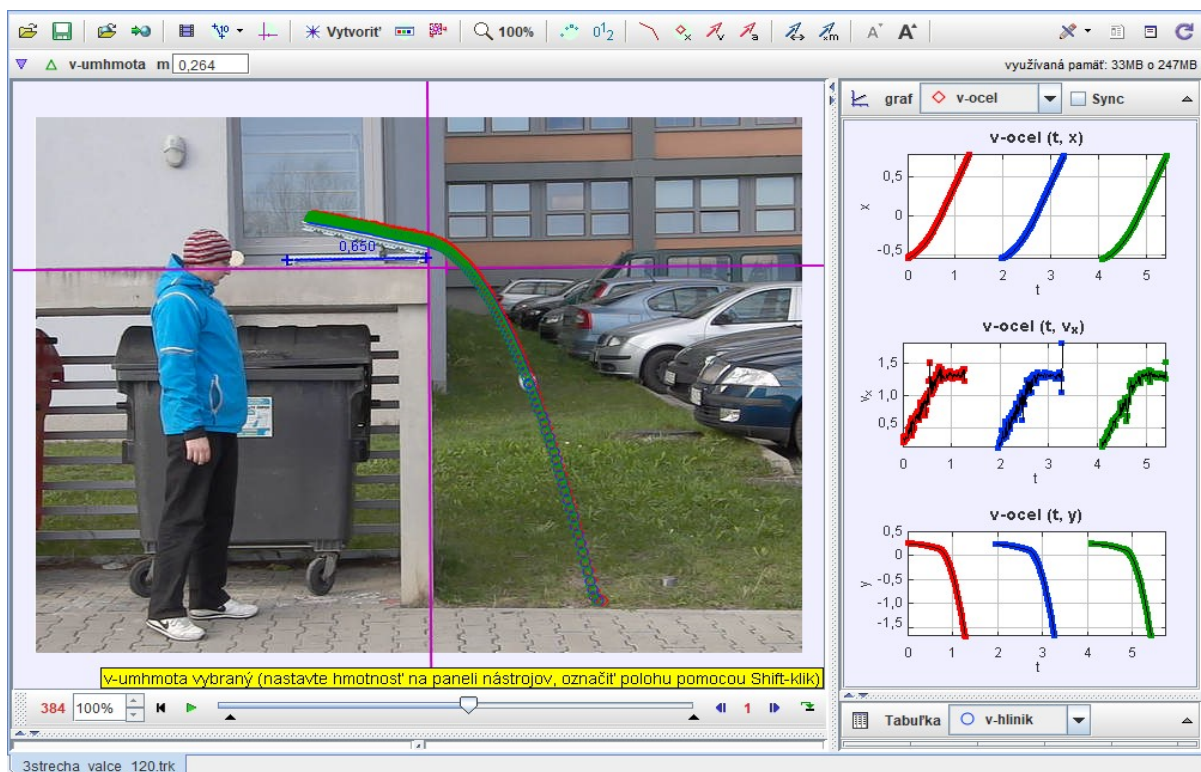 Vytvoriť 100%
v-umhmota m 0,264 využívaná pamäť: 33MB o 247MB
0,650
v-umhmota vybraný (nastavte hmotnosť na paneli nástrojov, označiť polohu pomocou Shift-klik)
384 100% 1
3strecha_valce_120.trk
graf v-ocel Sync
v-ocel (t, x)
0,5
0
-0,5
x
0 1 2 3 4 5
t
v-ocel (t, vx)
1,5
1,0
0,5
vx
0 1 2 3 4 5
t
v-ocel (t, y)
0,5
0
-0,5
-1,0
-1,5
y
0 1 2 3 4 5
t
Tabuľka v-hlinik